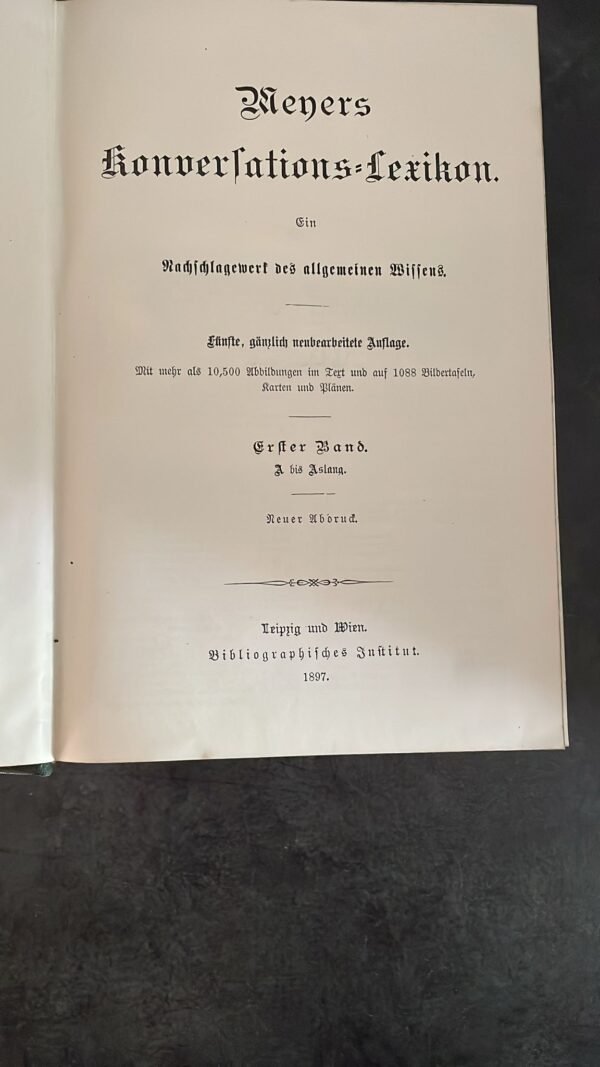 Meyers
Konversations-Lexikon.
Ein
Nachschlagewerk des allgemeinen Wissens.
Fünfte, gänzlich neubearbeitete Auflage.
Mit mehr als 10,500 Abbildungen im Text und auf 1088 Bildertafeln,
Karten und Plänen.
Erster Band.
A bis Aslang.
Neuer Abdruck.
Leipzig und Wien.
Bibliographisches Institut.
1897.